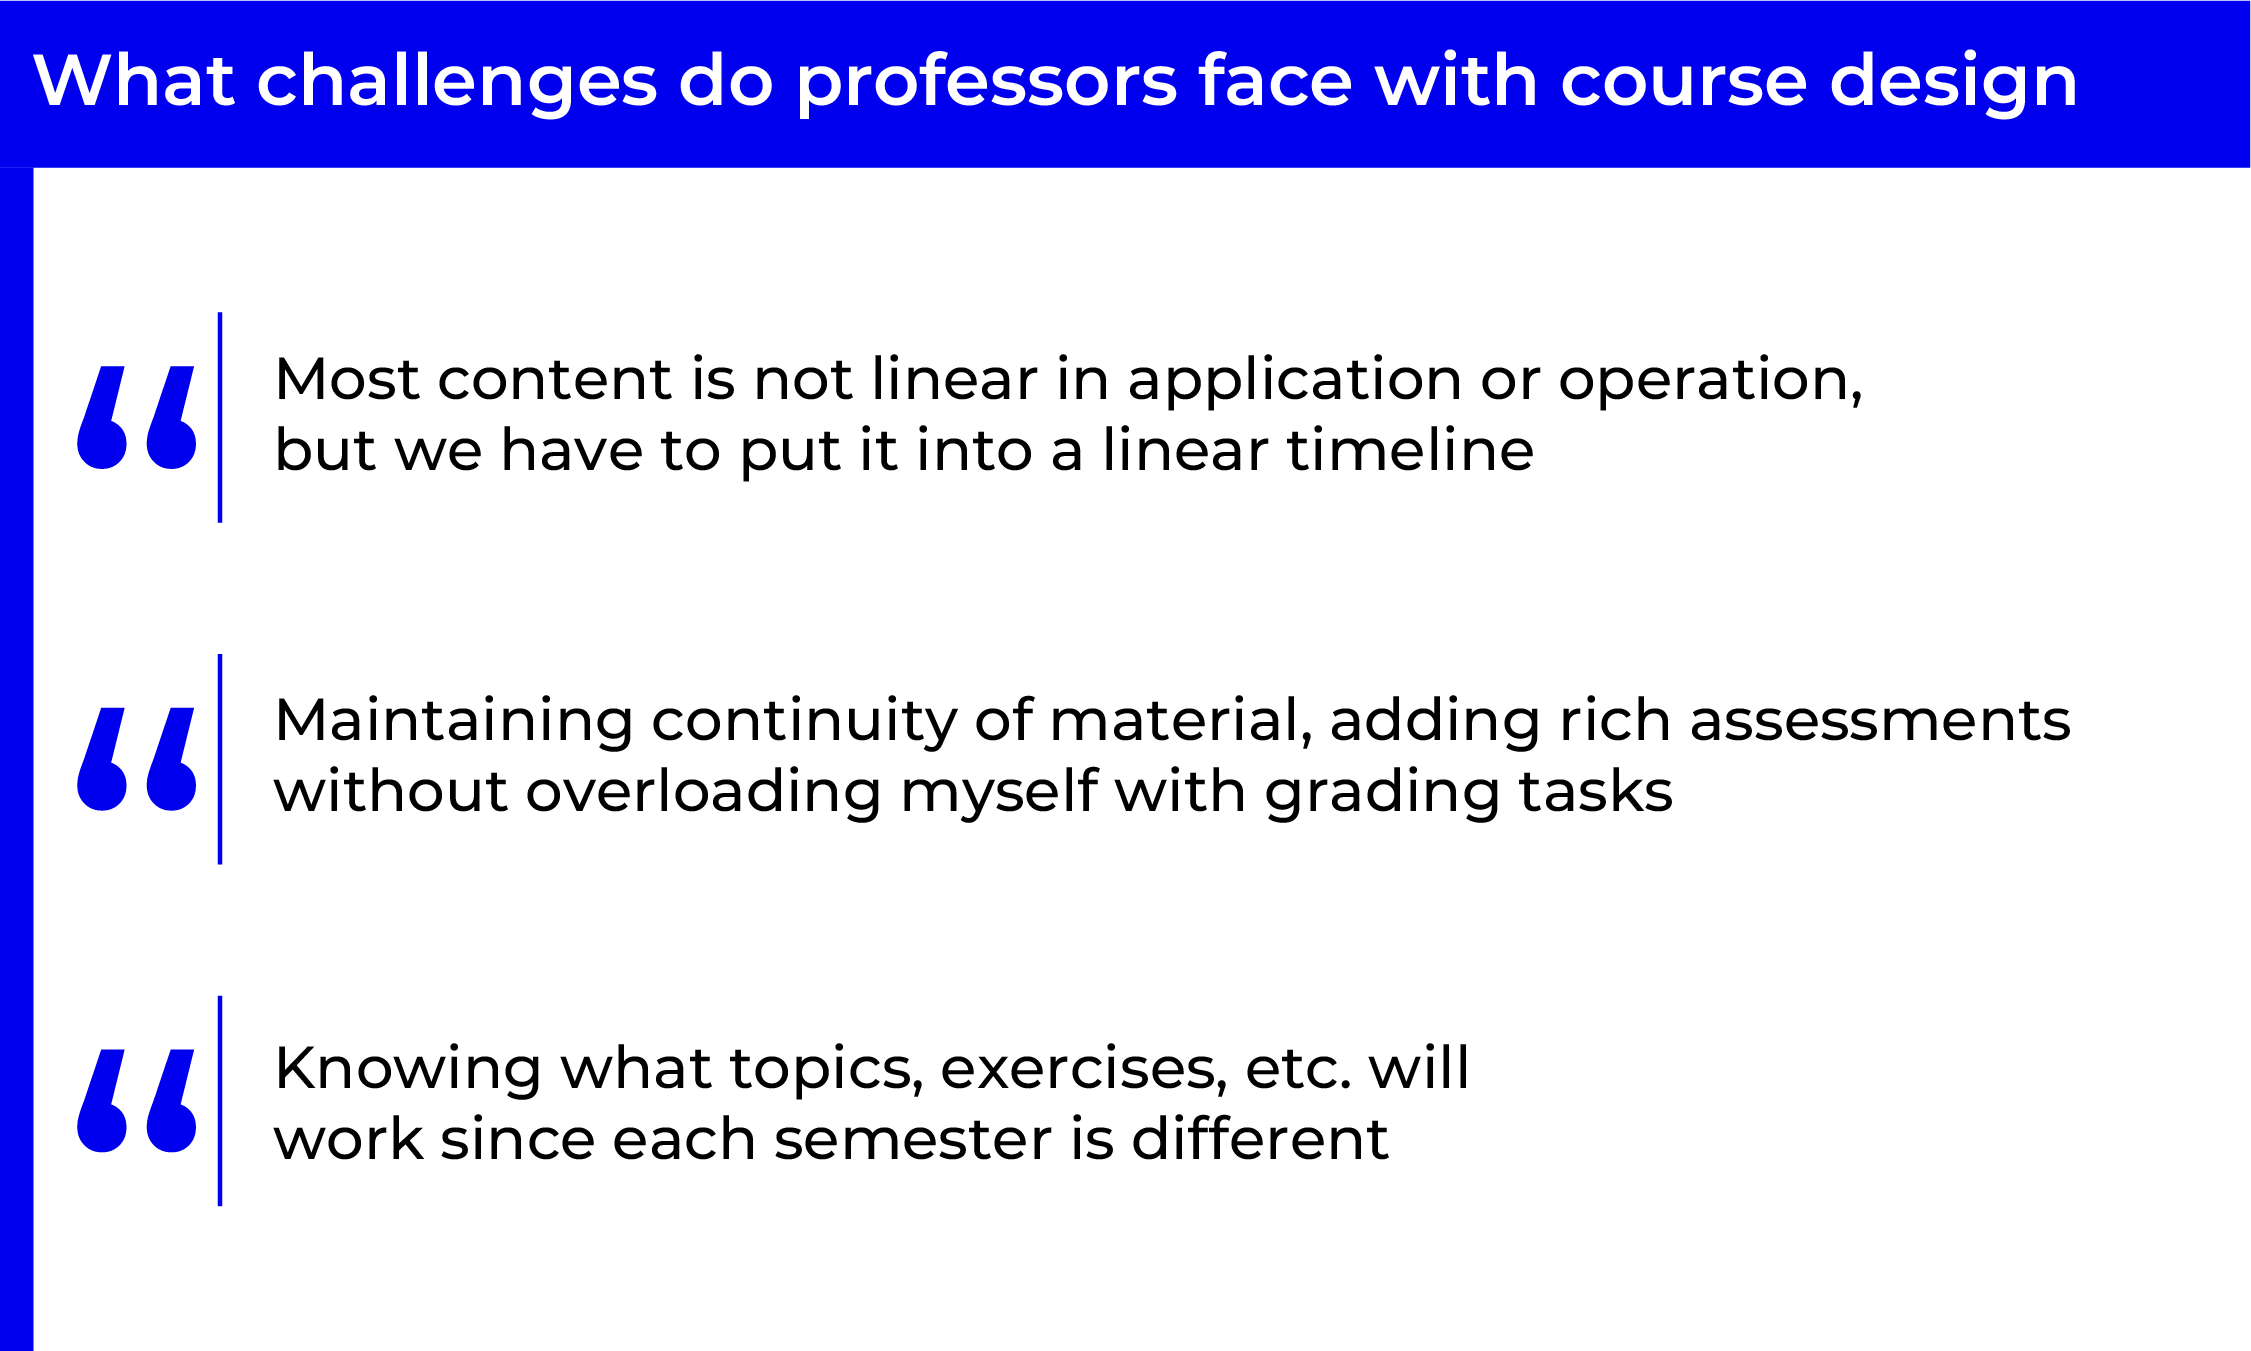 What challenges do professors face with course design
“ Most content is not linear in application or operation,
but we have to put it into a linear timeline
“ Maintaining continuity of material, adding rich assessments
without overloading myself with grading tasks
“ Knowing what topics, exercises, etc. will
work since each semester is different